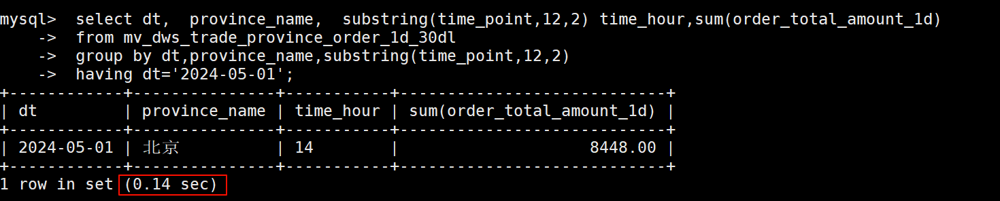 mysql>  select dt,  province_name,  substring(time_point,12,2) time_hour,sum(order_total_amount_1d)
    ->  from mv_dws_trade_province_order_1d_30dl
    ->  group by dt,province_name,substring(time_point,12,2)
    ->  having dt='2024-05-01';
+------------+---------------+-----------+----------------------------+
| dt         | province_name | time_hour | sum(order_total_amount_1d) |
+------------+---------------+-----------+----------------------------+
| 2024-05-01 | 北京          | 14        |                    8448.00 |
+------------+---------------+-----------+----------------------------+
1 row in set (0.14 sec)